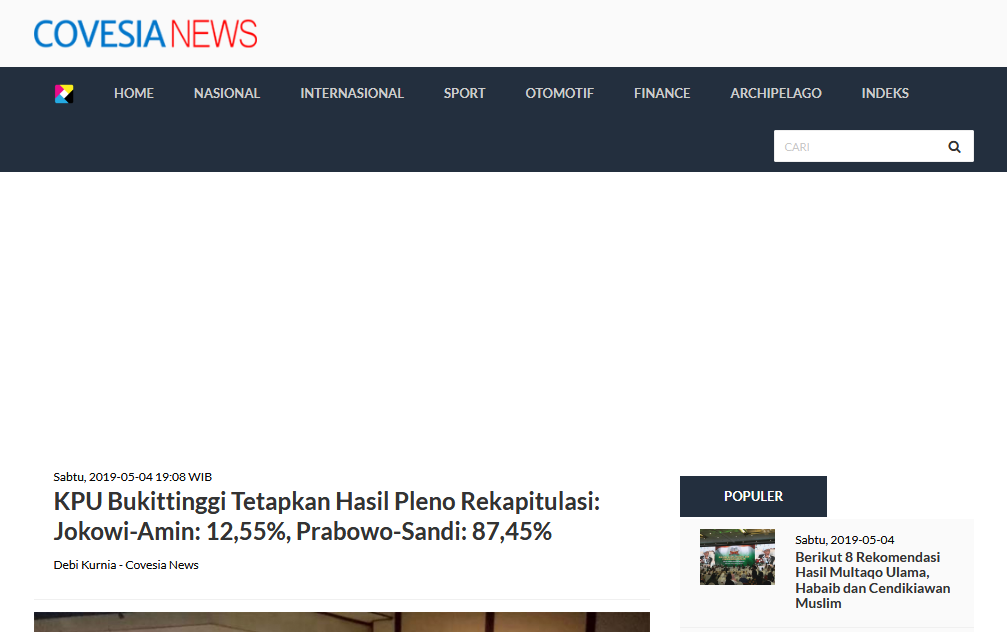 COVESIA NEWS
HOME NASIONAL INTERNASIONAL SPORT OTOMOTIF FINANCE ARCHIPELAGO INDEKS
CARI
Sabtu, 2019-05-04 19:08 WIB
KPU Bukittinggi Tetapkan Hasil Pleno Rekapitulasi:
Jokowi-Amin: 12,55%, Prabowo-Sandi: 87,45%
Debi Kurnia - Covesia News
POPULER
Sabtu, 2019-05-04
Berikut 8 Rekomendasi
Hasil Multaqo Ulama,
Habaib dan Cendikiawan
Muslim